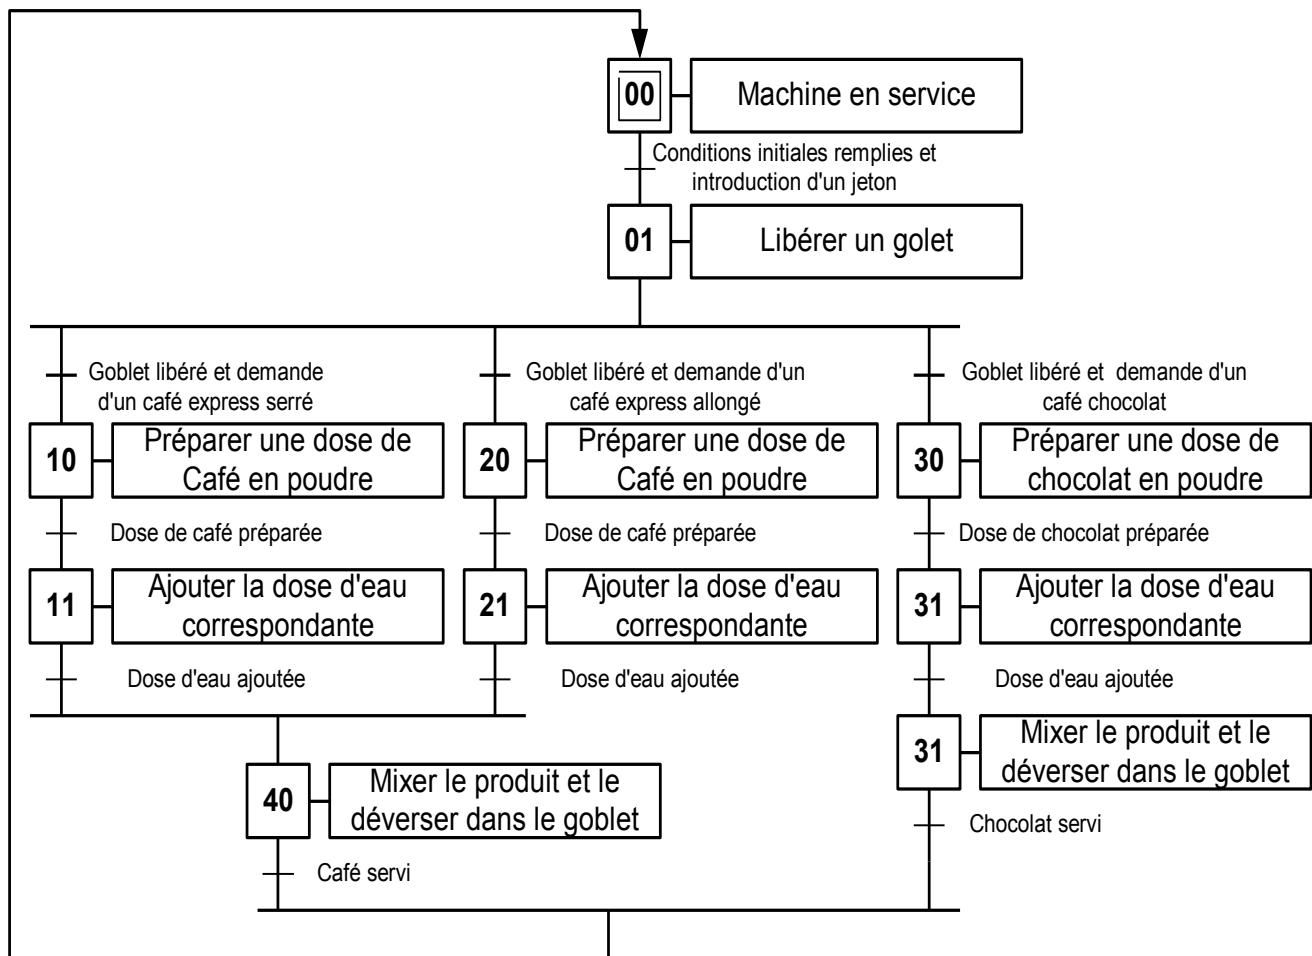 00
Machine en service
Conditions initiales remplies et
introduction d'un jeton
01
Libérer un golet
Goblet libéré et demande
d'un café express serré
Goblet libéré et demande d'un
café express allongé
Goblet libéré et demande d'un
café chocolat
10
Préparer une dose de
Café en poudre
20
Préparer une dose de
Café en poudre
30
Préparer une dose de
chocolat en poudre
Dose de café préparée
Dose de café préparée
Dose de chocolat préparée
11
Ajouter la dose d'eau
correspondante
21
Ajouter la dose d'eau
correspondante
31
Ajouter la dose d'eau
correspondante
Dose d'eau ajoutée
Dose d'eau ajoutée
Dose d'eau ajoutée
31
Mixer le produit et le
déverser dans le goblet
40
Mixer le produit et le
déverser dans le goblet
Chocolat servi
Café servi